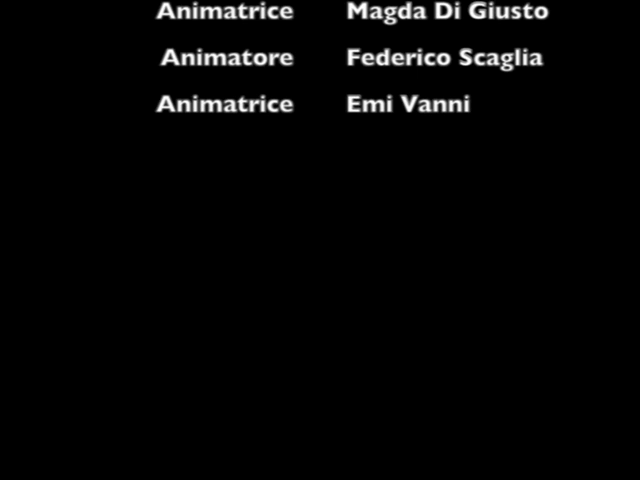 Animatrice Magda Di Giusto
Animatore Federico Scaglia
Animatrice Emi Vanni